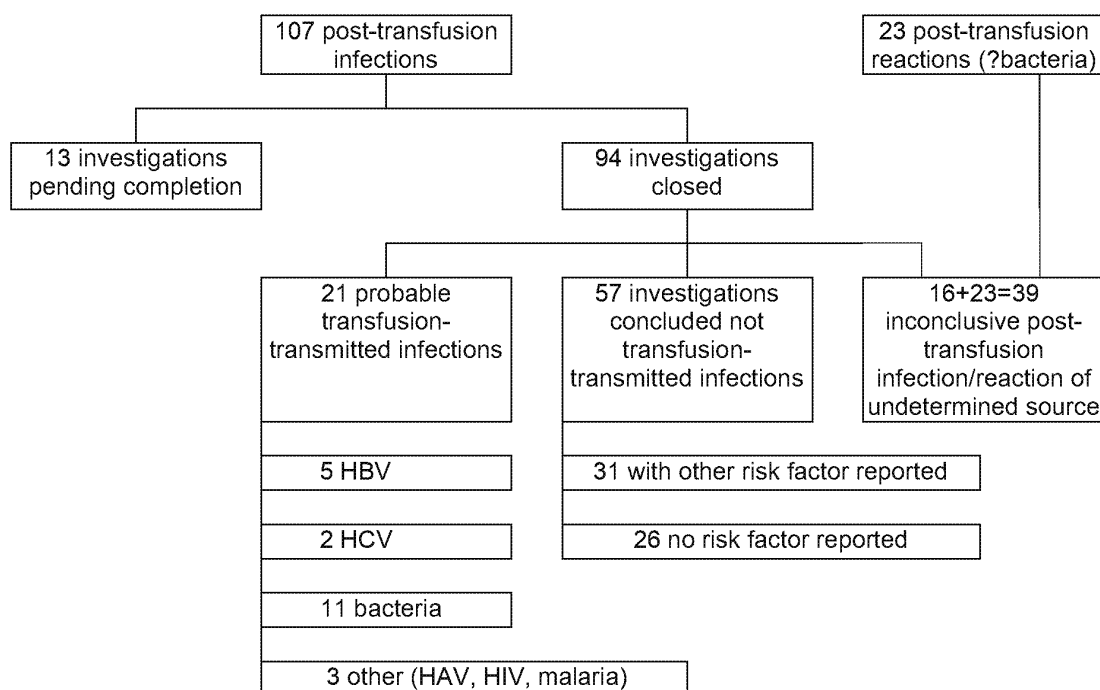 107 post-transfusion
infections
23 post-transfusion
reactions (?bacteria)
13 investigations
pending completion
94 investigations
closed
21 probable
transfusion-
transmitted infections
57 investigations
concluded not
transfusion-
transmitted infections
16+23=39
inconclusive post-
transfusion
infection/reaction of
undetermined source
5 HBV
31 with other risk factor reported
2 HCV
26 no risk factor reported
11 bacteria
3 other (HAV, HIV, malaria)